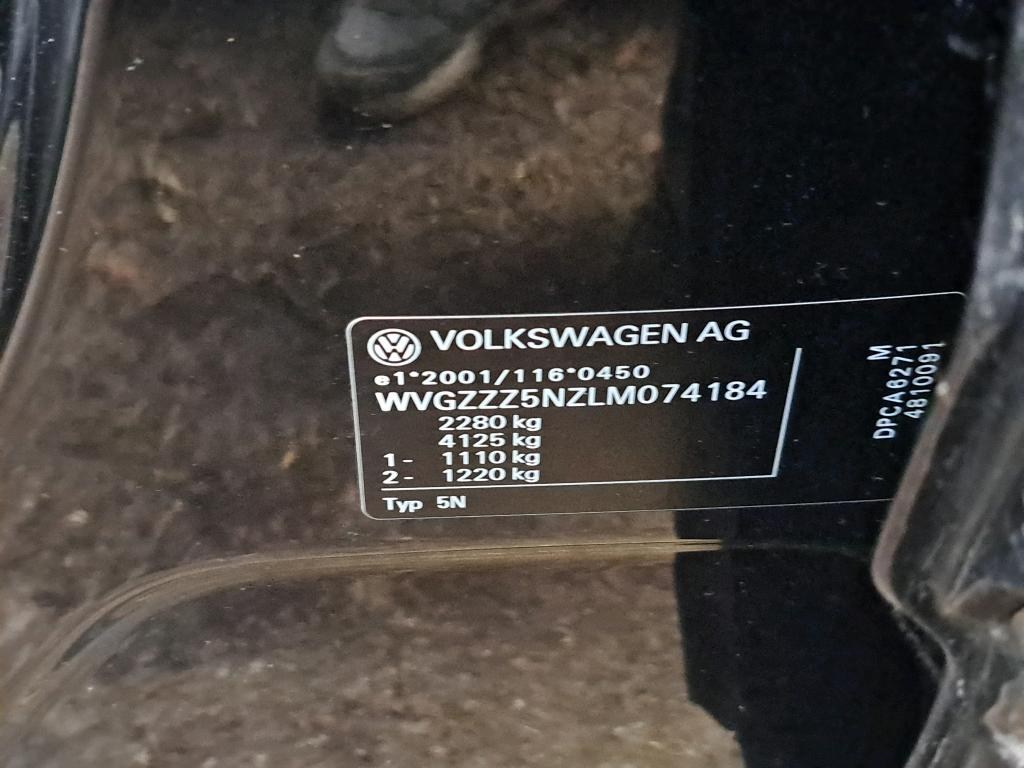 VOLKSWAGEN AG
e1*2001/116*0450
WVGZZZ5NZLM074184
2280 kg
4125 kg
1- 1110 kg
2- 1220 kg
Typ 5N
M
DPCA6271
4810091